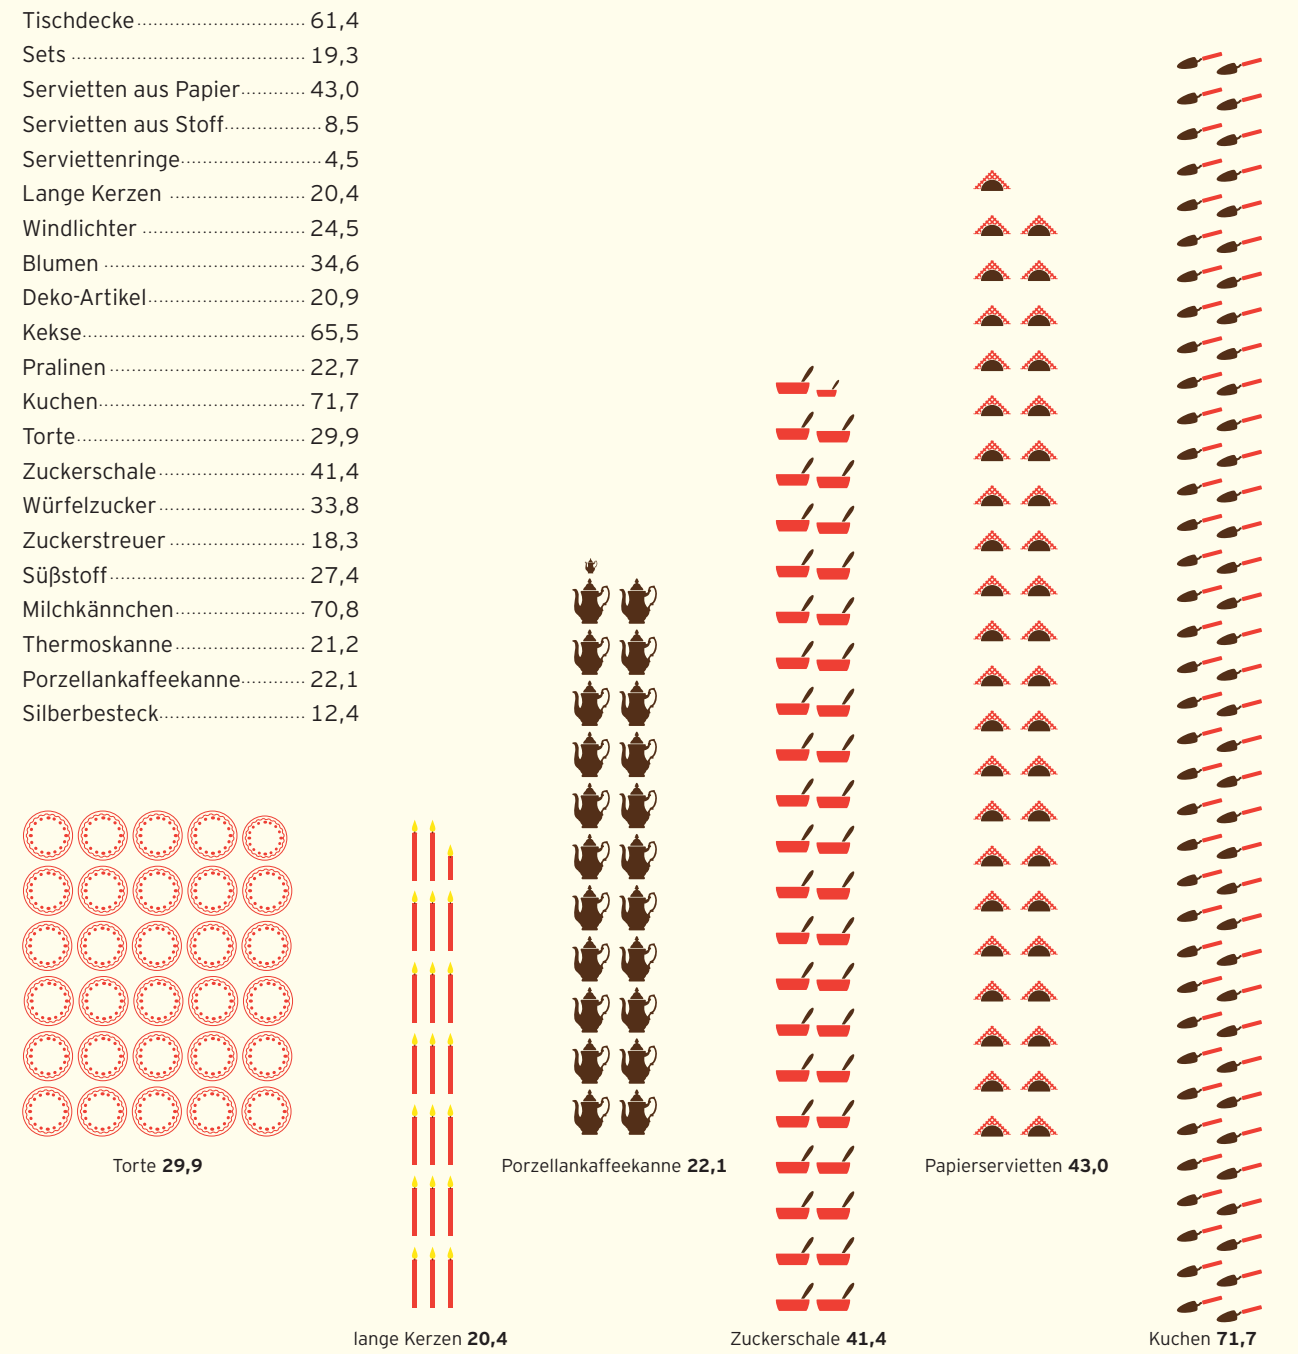 Tischdecke 61,4
Sets 19,3
Servietten aus Papier 43,0
Servietten aus Stoff 8,5
Serviettenringe 4,5
Lange Kerzen 20,4
Windlichter 24,5
Blumen 34,6
Deko-Artikel 20,9
Kekse 65,5
Pralinen 22,7
Kuchen 71,7
Torte 29,9
Zuckerschale 41,4
Würfelzucker 33,8
Zuckerstreuer 18,3
Süßstoff 27,4
Milchkännchen 70,8
Thermoskanne 21,2
Porzellankaffeekanne 22,1
Silberbesteck 12,4
Torte 29,9
Porzellankaffeekanne 22,1
Papierservietten 43,0
lange Kerzen 20,4
Zuckerschale 41,4
Kuchen 71,7